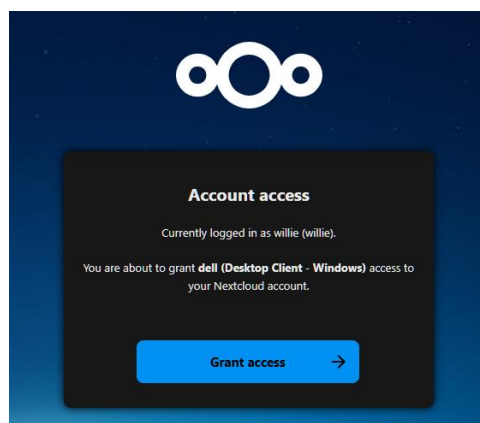 Account access
Currently logged in as willie (willie).
You are about to grant dell (Desktop Client - Windows) access to
your Nextcloud account.
Grant access →